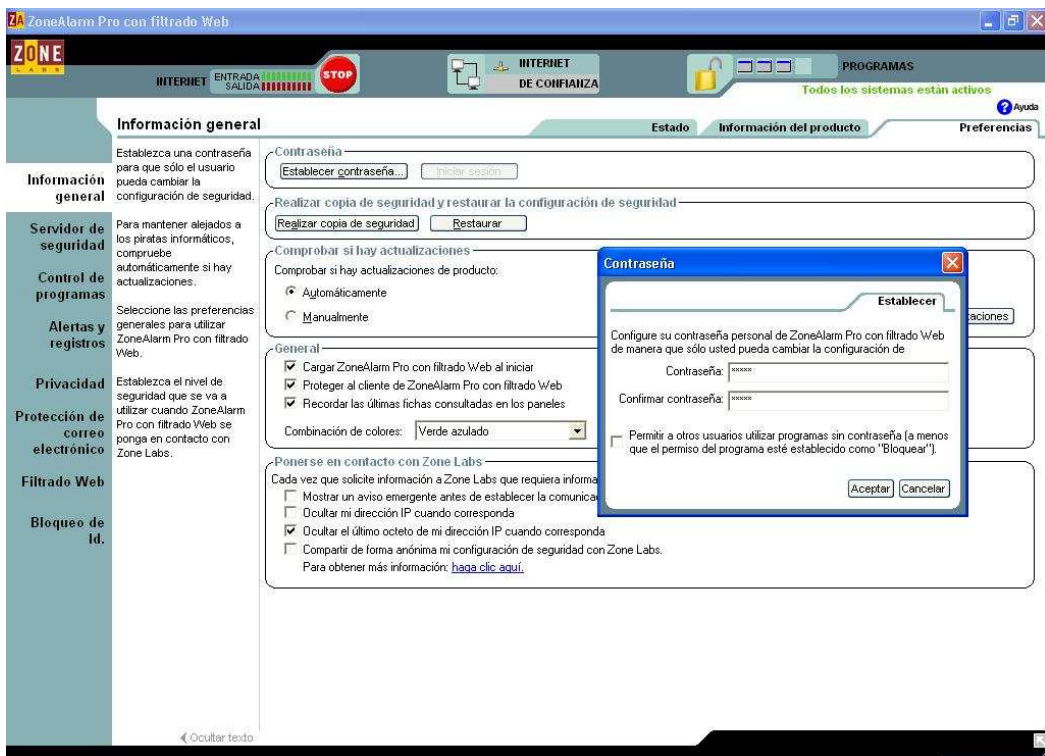 ZA ZoneAlarm Pro con filtrado Web
ZONE
LABS
INTERNET
ENTRADA
SALIDA
STOP
INTERNET
DE CONFIANZA
PROGRAMAS
Todos los sistemas están activos
Ayuda
Información general
Estado
Información del producto
Preferencias
Información
general
Servidor de
seguridad
Control de
programas
Alertas y
registros
Privacidad
Protección de
correo
electrónico
Filtrado Web
Bloqueo de
Id.
Establezca una contraseña
para que sólo el usuario
pueda cambiar la
configuración de seguridad.
Para mantener alejados a
los piratas informáticos,
compruebe
automáticamente si hay
actualizaciones.
Seleccione las preferencias
generales para utilizar
ZoneAlarm Pro con filtrado
Web.
Establezca el nivel de
seguridad que se va a
utilizar cuando ZoneAlarm
Pro con filtrado Web se
ponga en contacto con
Zone Labs.
Ocultar texto
Contraseña
Establecer contraseña...
Iniciar sesión
Realizar copia de seguridad y restaurar la configuración de seguridad
Realizar copia de seguridad
Restaurar
Comprobar si hay actualizaciones
Comprobar si hay actualizaciones de producto:
Automáticamente
Manualmente
aciones
General
Cargar ZoneAlarm Pro con filtrado Web al iniciar
Proteger al cliente de ZoneAlarm Pro con filtrado Web
Recordar las últimas fichas consultadas en los paneles
Combinación de colores: Verde azulado
Ponerse en contacto con Zone Labs
Cada vez que solicite información a Zone Labs que requiera informa
Mostrar un aviso emergente antes de establecer la comunica
Ocultar mi dirección IP cuando corresponda
Ocultar el último octeto de mi dirección IP cuando corresponda
Compartir de forma anónima mi configuración de seguridad con Zone Labs.
Para obtener más información: haga clic aquí.
Contraseña
Establecer
Configure su contraseña personal de ZoneAlarm Pro con filtrado Web
de manera que sólo usted pueda cambiar la configuración de
Contraseña: xxxxx
Confirmar contraseña: xxxxx
Permitir a otros usuarios utilizar programas sin contraseña (a menos
que el permiso del programa esté establecido como "Bloquear").
Aceptar
Cancelar